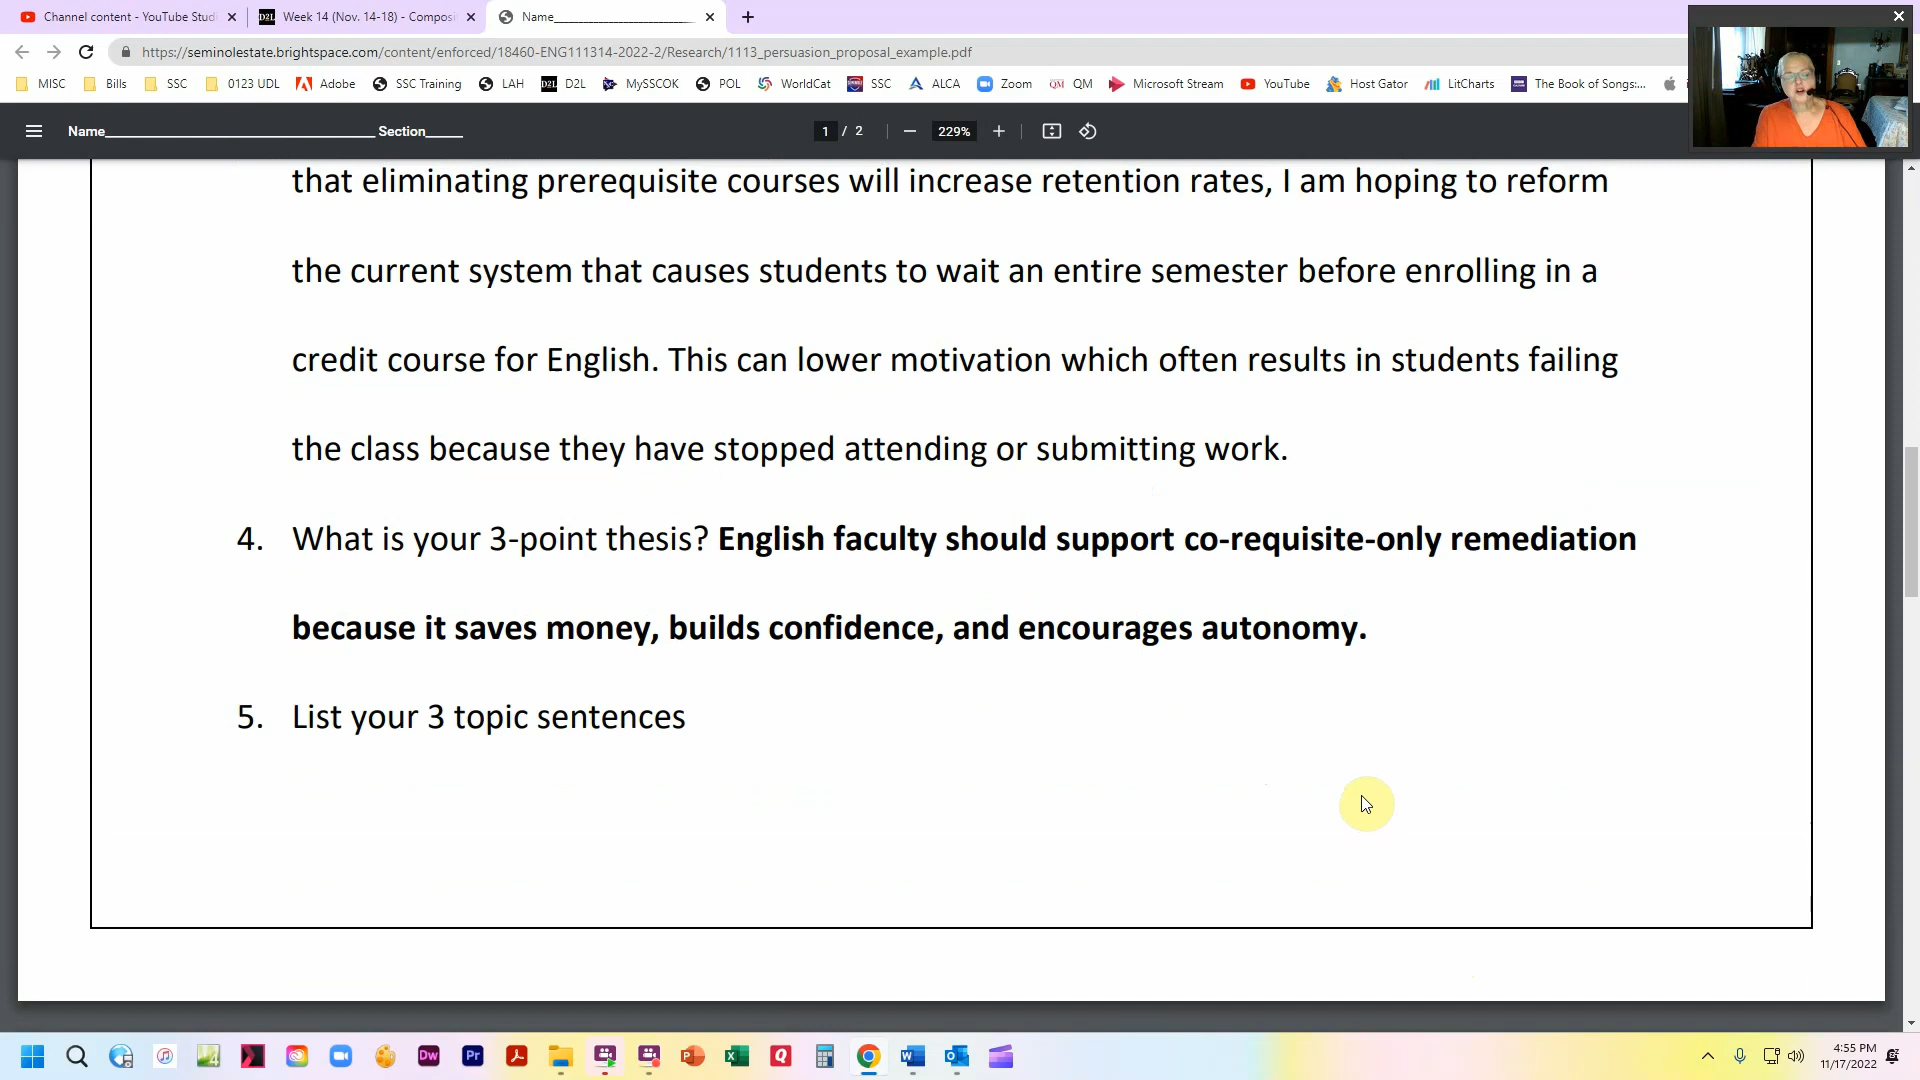 Channel content - YouTube Studi
Week 14 (Nov. 14-18) - Composi
Name____________________________
https://seminolestate.brightspace.com/content/enforced/18460-ENG111314-2022-2/Research/1113_persuasion_proposal_example.pdf
MISC Bills SSC 0123 UDL Adobe SSC Training LAH D2L MySSCOK POL WorldCat SSC ALCA Zoom QM Microsoft Stream YouTube Host Gator LitCharts The Book of Songs:...
Name______________________________ Section_____ 1 / 2 229%
that eliminating prerequisite courses will increase retention rates, I am hoping to reform
the current system that causes students to wait an entire semester before enrolling in a
credit course for English. This can lower motivation which often results in students failing
the class because they have stopped attending or submitting work.
4. What is your 3-point thesis? English faculty should support co-requisite-only remediation
because it saves money, builds confidence, and encourages autonomy.
5. List your 3 topic sentences
4:55 PM
11/17/2022